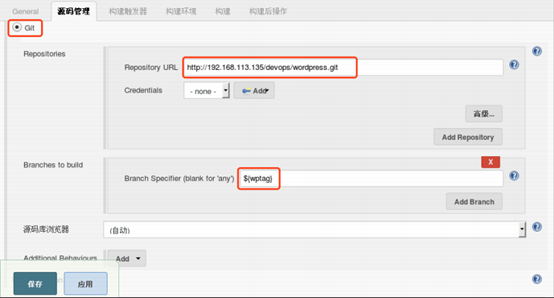 General 源码管理 构建触发器 构建环境 构建 构建后操作
Git
Repositories
Repository URL http://192.168.113.135/devops/wordpress.git
Credentials - none - Add
高级...
Add Repository
Branches to build
X
Branch Specifier (blank for 'any') ${wptag}
Add Branch
源码库浏览器 (自动)
Additional Behaviours Add
保存 应用